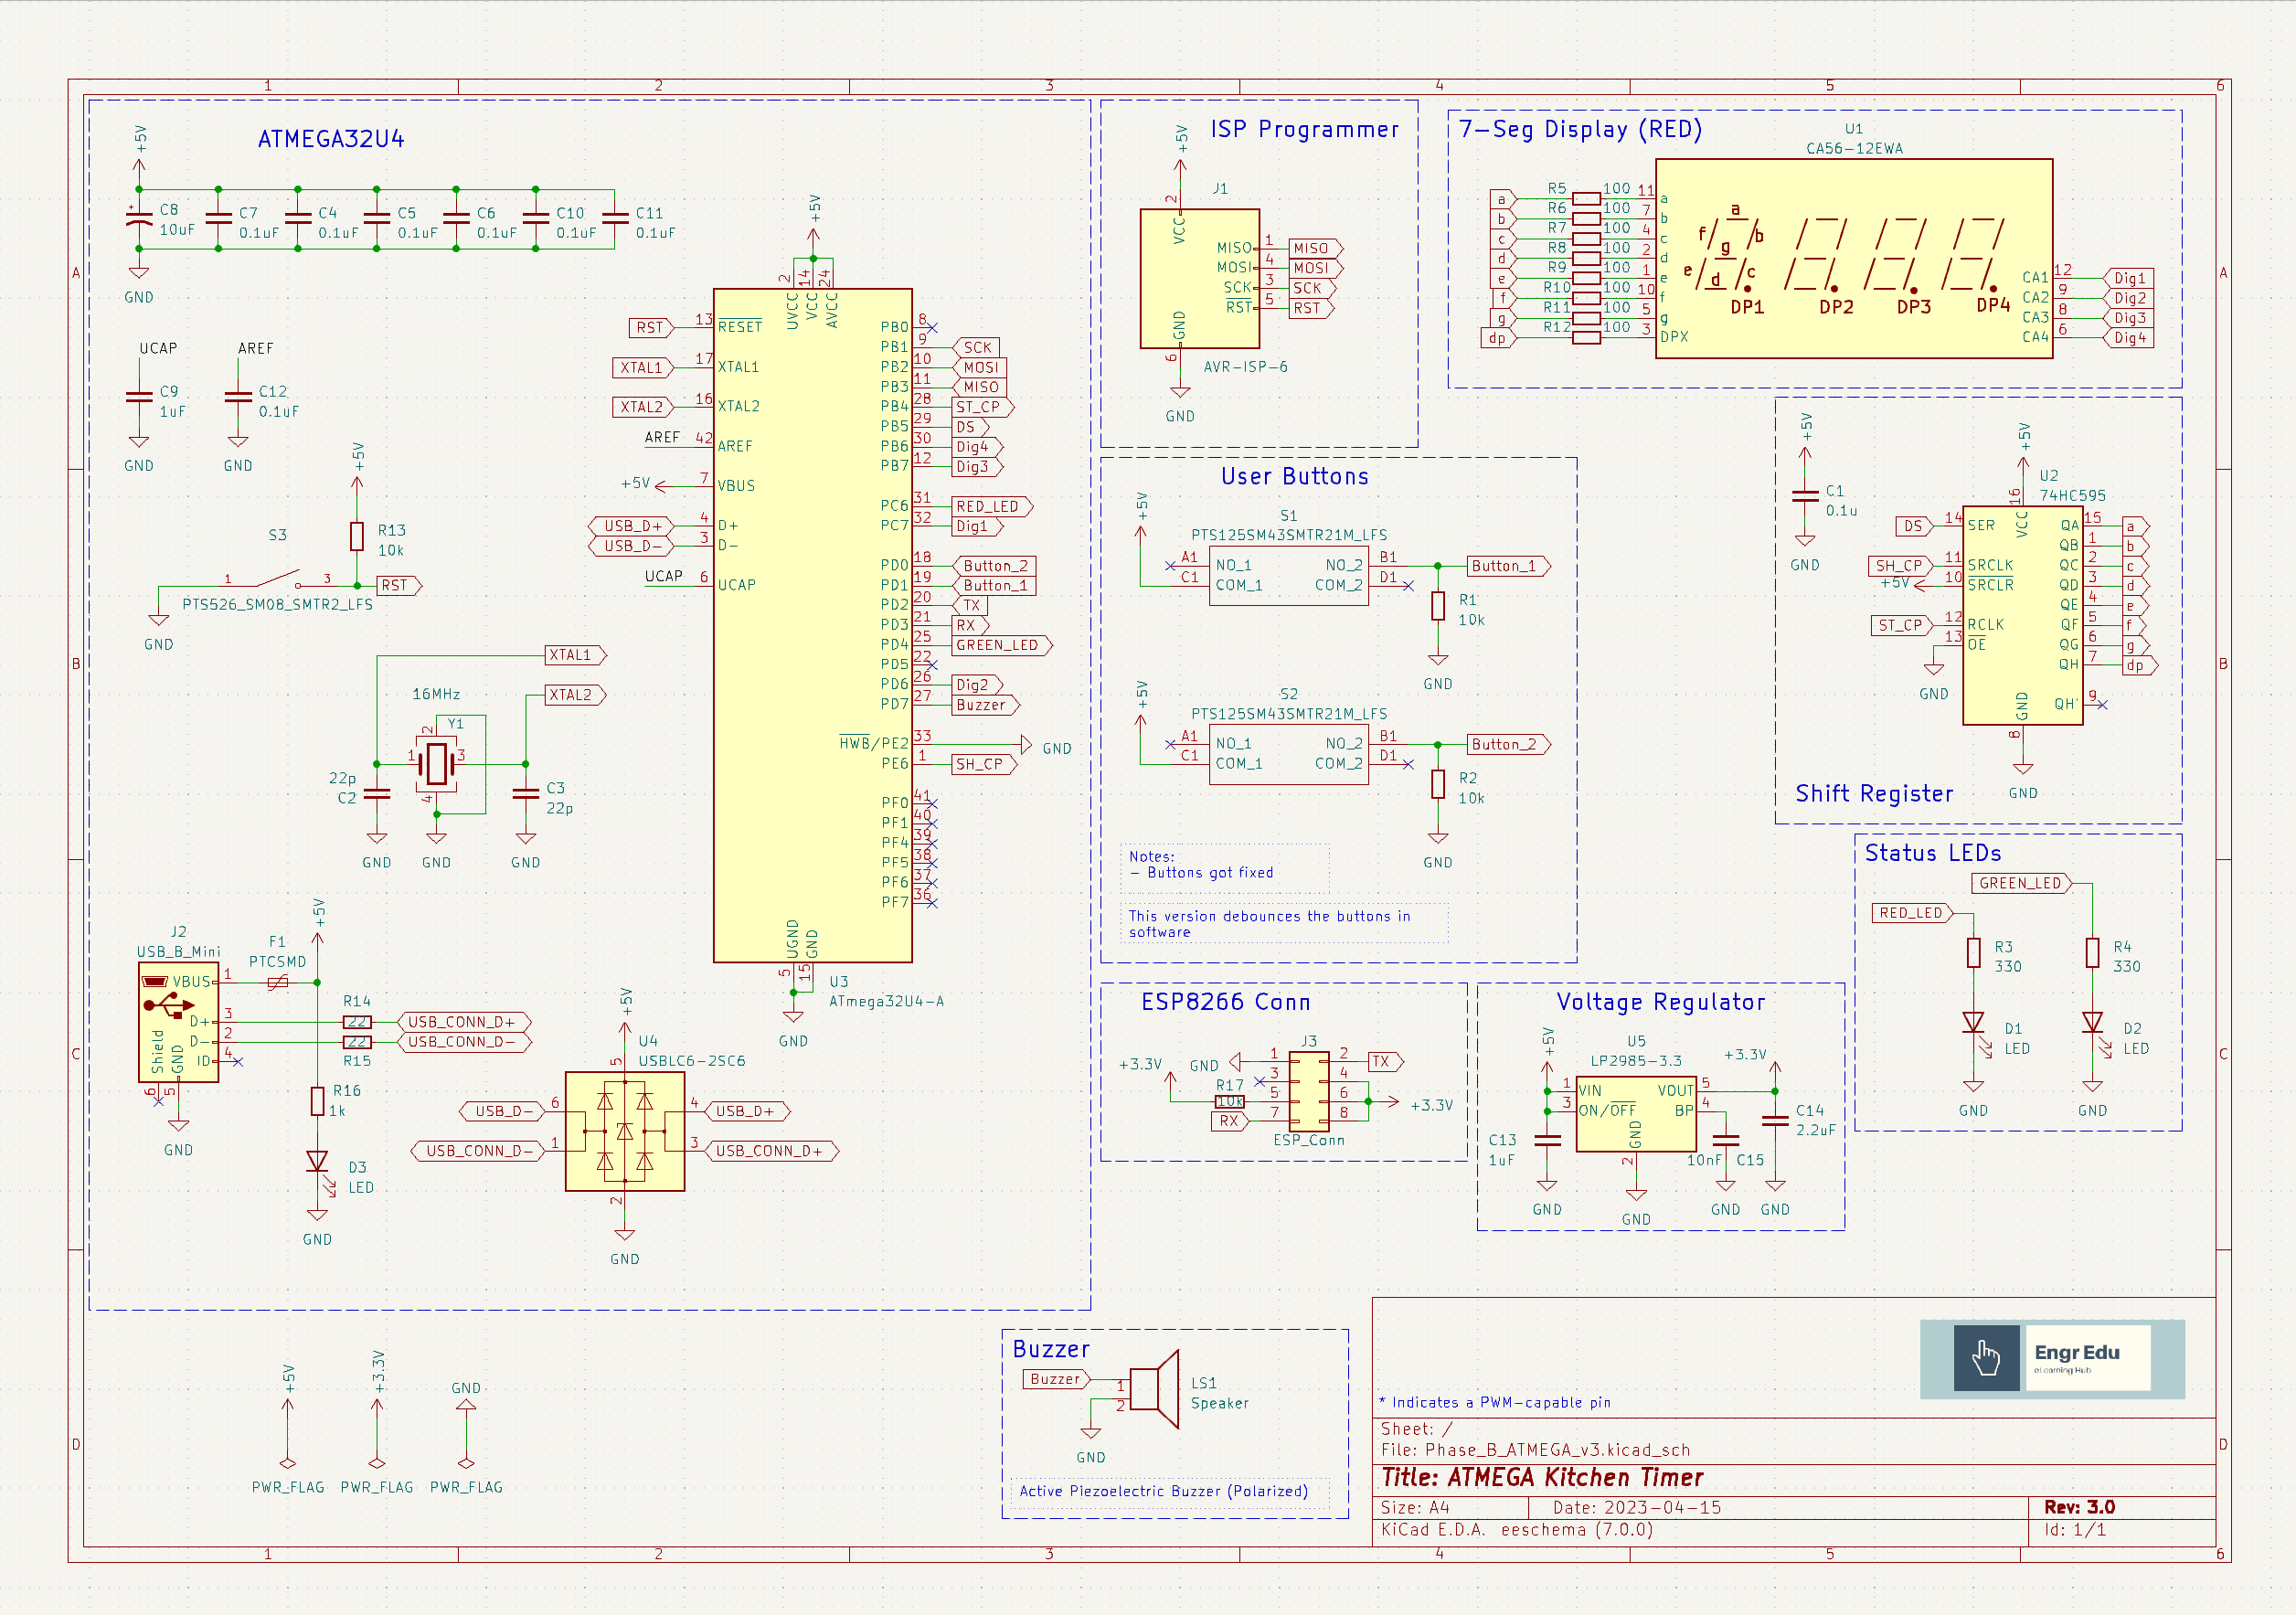 1 2 3 4 5 6
A
B
C
D
A
B
C
D
ATMEGA32U4
+5V
C8
10uF
C7
0.1uF
C4
0.1uF
C5
0.1uF
C6
0.1uF
C10
0.1uF
C11
0.1uF
GND
UCAP
C9
1uF
GND
AREF
C12
0.1uF
GND
+5V
R13
10k
S3
1 3
RST
PTS526_SM08_SMTR2_LFS
GND
XTAL1
XTAL2
16MHz
Y1
2
1 3
4
22p
C2
C3
22p
GND GND GND
+5V
2 14 24
UVCC VCC AVCC
RST 13 RESET
XTAL1 17 XTAL1
XTAL2 16 XTAL2
AREF 42 AREF
+5V 7 VBUS
USB_D+ 4 D+
USB_D- 3 D-
UCAP 6 UCAP
PB0 8
PB1 9 SCK
PB2 10 MOSI
PB3 11 MISO
PB4 28 ST_CP
PB5 29 DS
PB6 30 Dig4
PB7 12 Dig3
PC6 31 RED_LED
PC7 32 Dig1
PD0 18 Button_2
PD1 19 Button_1
PD2 20 TX
PD3 21 RX
PD4 25 GREEN_LED
PD5 22
PD6 26 Dig2
PD7 27 Buzzer
HWB/PE2 33 GND
PE6 1 SH_CP
PF0 41
PF1 40
PF4 39
PF5 38
PF6 37
PF7 36
UGND GND
5 15
U3
ATmega32U4-A
GND
J2
USB_B_Mini
F1
PTCSMD
+5V
VBUS 1
D+ 3
D- 2
ID 4
Shield GND
6 5
GND
R14
22 USB_CONN_D+
22 USB_CONN_D-
R15
R16
1k
D3
LED
GND
+5V
U4
USBLC6-2SC6
5
USB_D- 6
4 USB_D+
USB_CONN_D- 1
3 USB_CONN_D+
2
GND
ISP Programmer
+5V
J1
2
VCC
MISO 1 MISO
MOSI 4 MOSI
SCK 3 SCK
RST 5 RST
GND
6
AVR-ISP-6
GND
7-Seg Display (RED)
U1
CA56-12EWA
a R5 100 11 a
b R6 100 7 b
c R7 100 4 c
d R8 100 2 d
e R9 100 1 e
f R10 100 10 f
g R11 100 5 g
dp R12 100 3 DPX
a
f b
g
e c
d
DP1 DP2 DP3 DP4
CA1 12 Dig1
CA2 9 Dig2
CA3 8 Dig3
CA4 6 Dig4
User Buttons
+5V
S1
PTS125SM43SMTR21M_LFS
A1 NO_1 NO_2 B1 Button_1
C1 COM_1 COM_2 D1
R1
10k
GND
+5V
S2
PTS125SM43SMTR21M_LFS
A1 NO_1 NO_2 B1 Button_2
C1 COM_1 COM_2 D1
R2
10k
GND
Notes:
- Buttons got fixed
This version debounces the buttons in
software
+5V
C1
0.1u
GND
+5V
U2
74HC595
16
VCC
DS 14 SER
SH_CP 11 SRCLK
+5V 10 SRCLR
ST_CP 12 RCLK
13 OE
GND
QA 15 a
QB 1 b
QC 2 c
QD 3 d
QE 4 e
QF 5 f
QG 6 g
QH 7 dp
QH' 9
GND
8
GND
Shift Register
Status LEDs
GREEN_LED
RED_LED
R3
330
R4
330
D1
LED
D2
LED
GND GND
ESP8266 Conn
J3
+3.3V
GND 1 2 TX
3 4
R17
10k 5 6 +3.3V
RX 7 8
ESP_Conn
Voltage Regulator
+5V
U5
LP2985-3.3
+3.3V
1 VIN VOUT 5
3 ON/OFF BP 4
GND
2
C13
1uF
10nF C15
C14
2.2uF
GND GND GND GND
+5V +3.3V GND
PWR_FLAG PWR_FLAG PWR_FLAG
Buzzer
Buzzer 1
2
LS1
Speaker
GND
Active Piezoelectric Buzzer (Polarized)
Engr Edu
eLearning Hub
* Indicates a PWM-capable pin
Sheet: /
File: Phase_B_ATMEGA_v3.kicad_sch
Title: ATMEGA Kitchen Timer
Size: A4 Date: 2023-04-15 Rev: 3.0
KiCad E.D.A. eeschema (7.0.0) Id: 1/1
1 2 3 4 5 6